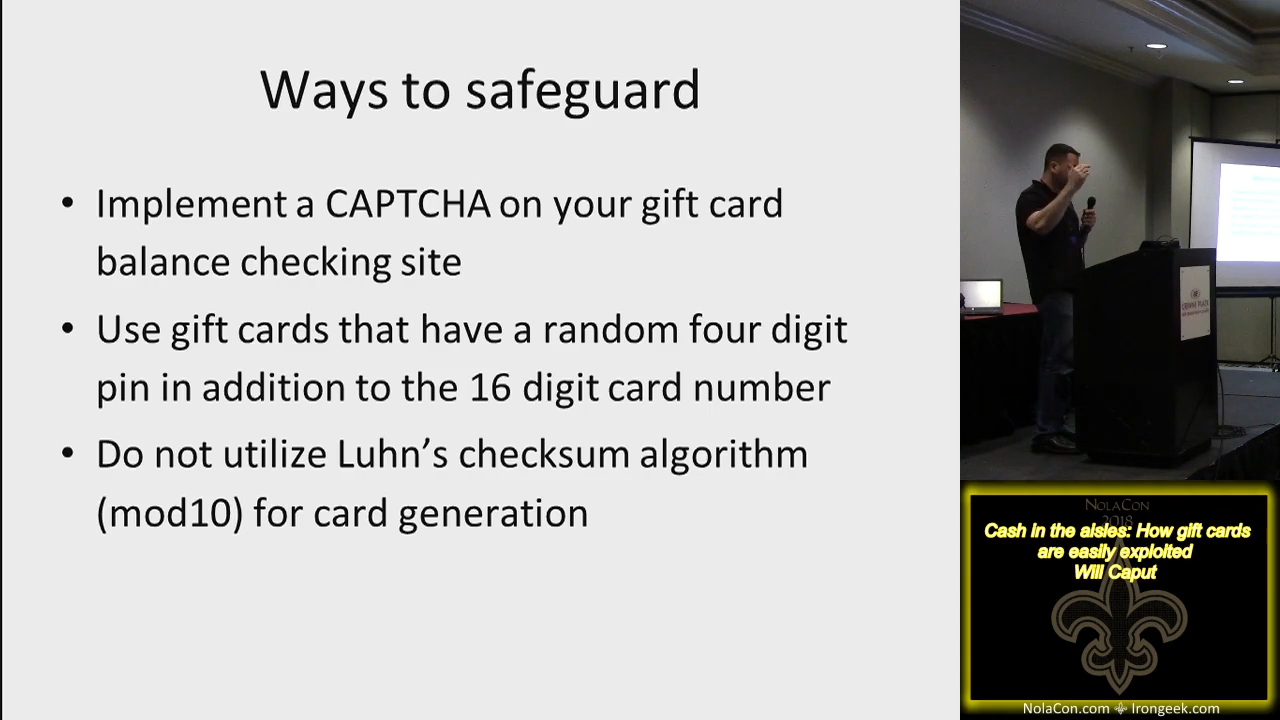 Ways to safeguard
• Implement a CAPTCHA on your gift card
balance checking site
• Use gift cards that have a random four digit
pin in addition to the 16 digit card number
• Do not utilize Luhn’s checksum algorithm
(mod10) for card generation
NOLACON
2018
Cash in the aisles: How gift cards
are easily exploited
Will Caput
NolaCon.com ⚜ Irongeek.com